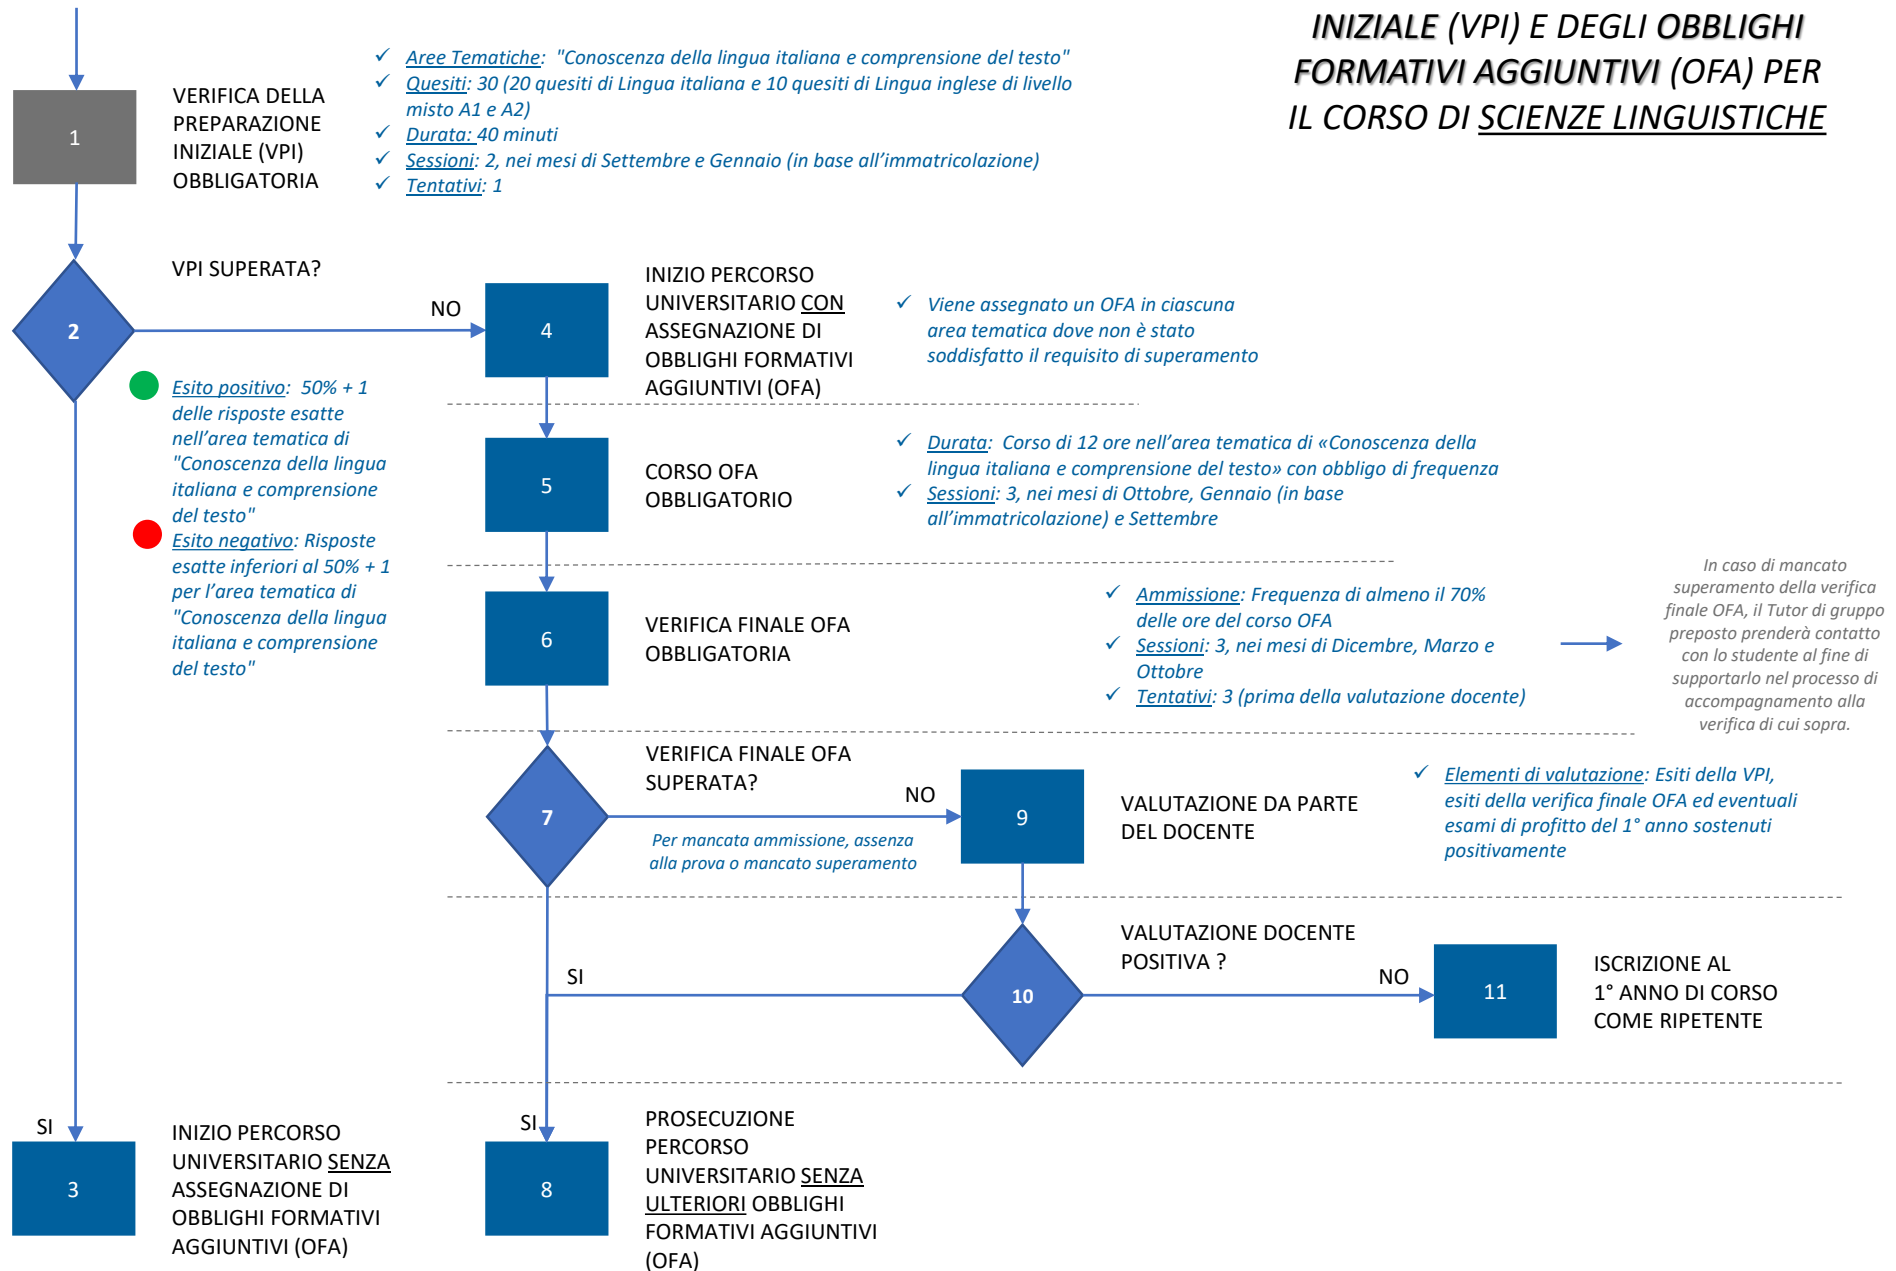 INIZIALE (VPI) E DEGLI OBBLIGHI
FORMATIVI AGGIUNTIVI (OFA) PER
IL CORSO DI SCIENZE LINGUISTICHE
1
VERIFICA DELLA
PREPARAZIONE
INIZIALE (VPI)
OBBLIGATORIA
✓ Aree Tematiche: "Conoscenza della lingua italiana e comprensione del testo"
✓ Quesiti: 30 (20 quesiti di Lingua italiana e 10 quesiti di Lingua inglese di livello
misto A1 e A2)
✓ Durata: 40 minuti
✓ Sessioni: 2, nei mesi di Settembre e Gennaio (in base all’immatricolazione)
✓ Tentativi: 1
2
VPI SUPERATA?
NO
Esito positivo: 50% + 1
delle risposte esatte
nell’area tematica di
"Conoscenza della lingua
italiana e comprensione
del testo"
Esito negativo: Risposte
esatte inferiori al 50% + 1
per l’area tematica di
"Conoscenza della lingua
italiana e comprensione
del testo"
4
INIZIO PERCORSO
UNIVERSITARIO CON
ASSEGNAZIONE DI
OBBLIGHI FORMATIVI
AGGIUNTIVI (OFA)
✓ Viene assegnato un OFA in ciascuna
area tematica dove non è stato
soddisfatto il requisito di superamento
5
CORSO OFA
OBBLIGATORIO
✓ Durata: Corso di 12 ore nell’area tematica di «Conoscenza della
lingua italiana e comprensione del testo» con obbligo di frequenza
✓ Sessioni: 3, nei mesi di Ottobre, Gennaio (in base
all’immatricolazione) e Settembre
6
VERIFICA FINALE OFA
OBBLIGATORIA
✓ Ammissione: Frequenza di almeno il 70%
delle ore del corso OFA
✓ Sessioni: 3, nei mesi di Dicembre, Marzo e
Ottobre
✓ Tentativi: 3 (prima della valutazione docente)
In caso di mancato
superamento della verifica
finale OFA, il Tutor di gruppo
preposto prenderà contatto
con lo studente al fine di
supportarlo nel processo di
accompagnamento alla
verifica di cui sopra.
7
VERIFICA FINALE OFA
SUPERATA?
NO
Per mancata ammissione, assenza
alla prova o mancato superamento
9
VALUTAZIONE DA PARTE
DEL DOCENTE
✓ Elementi di valutazione: Esiti della VPI,
esiti della verifica finale OFA ed eventuali
esami di profitto del 1° anno sostenuti
positivamente
VALUTAZIONE DOCENTE
POSITIVA ?
SI
10
NO
11
ISCRIZIONE AL
1° ANNO DI CORSO
COME RIPETENTE
SI
3
INIZIO PERCORSO
UNIVERSITARIO SENZA
ASSEGNAZIONE DI
OBBLIGHI FORMATIVI
AGGIUNTIVI (OFA)
SI
8
PROSECUZIONE
PERCORSO
UNIVERSITARIO SENZA
ULTERIORI OBBLIGHI
FORMATIVI AGGIUNTIVI
(OFA)